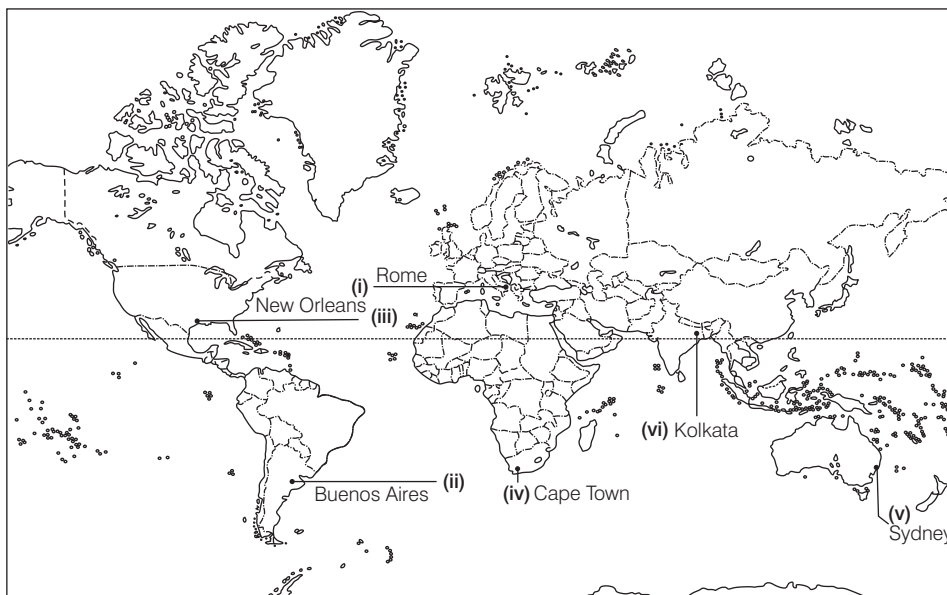 (i) Rome
New Orleans (iii)
(vi) Kolkata
Buenos Aires (ii)
(iv) Cape Town
(v)
Sydney